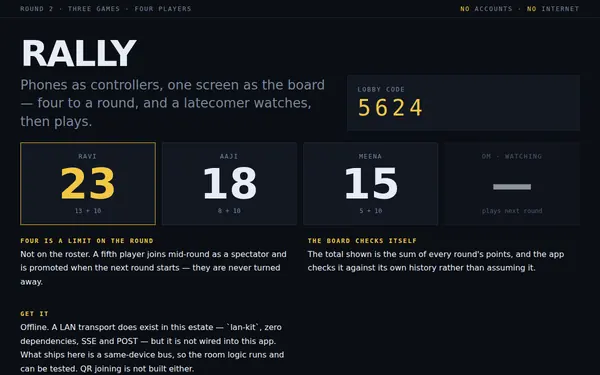 ROUND 2 · THREE GAMES · FOUR PLAYERS
NO ACCOUNTS · NO INTERNET
RALLY
Phones as controllers, one screen as the board
— four to a round, and a latecomer watches,
then plays.
LOBBY CODE
5624
RAVI
23
13 + 10
AAJI
18
8 + 10
MEENA
15
5 + 10
OM · WATCHING
—
plays next round
FOUR IS A LIMIT ON THE ROUND
Not on the roster. A fifth player joins mid-round as a spectator and
is promoted when the next round starts — they are never turned
away.
THE BOARD CHECKS ITSELF
The total shown is the sum of every round's points, and the app
checks it against its own history rather than assuming it.
GET IT
Offline. A LAN transport does exist in this estate — `lan-kit`, zero
dependencies, SSE and POST — but it is not wired into this app.
What ships here is a same-device bus, so the room logic runs and
can be tested. QR joining is not built either.